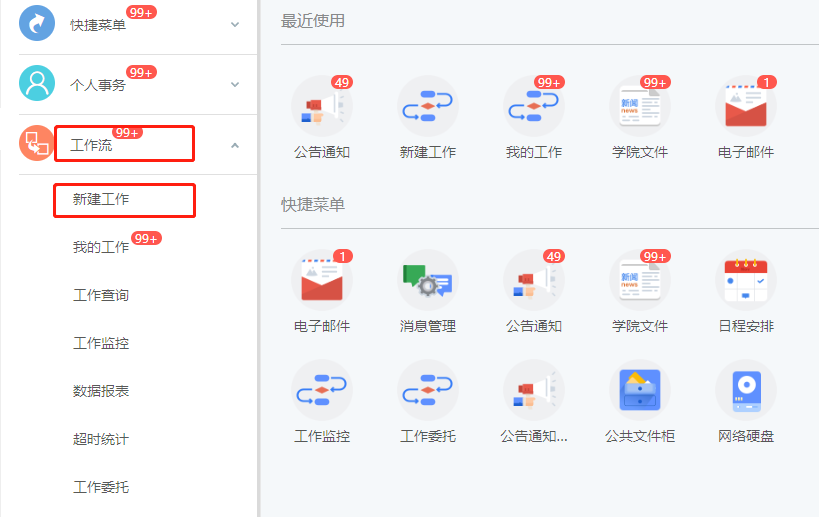 快捷菜单 99+
个人事务 99+
工作流 99+
新建工作
我的工作 99+
工作查询
工作监控
数据报表
超时统计
工作委托
最近使用
49 99+ 99+ 1
新闻
news
公告通知 新建工作 我的工作 学院文件 电子邮件
快捷菜单
1 49 99+
新闻
news
电子邮件 消息管理 公告通知 学院文件 日程安排
工作监控 工作委托 公告通知... 公共文件柜 网络硬盘